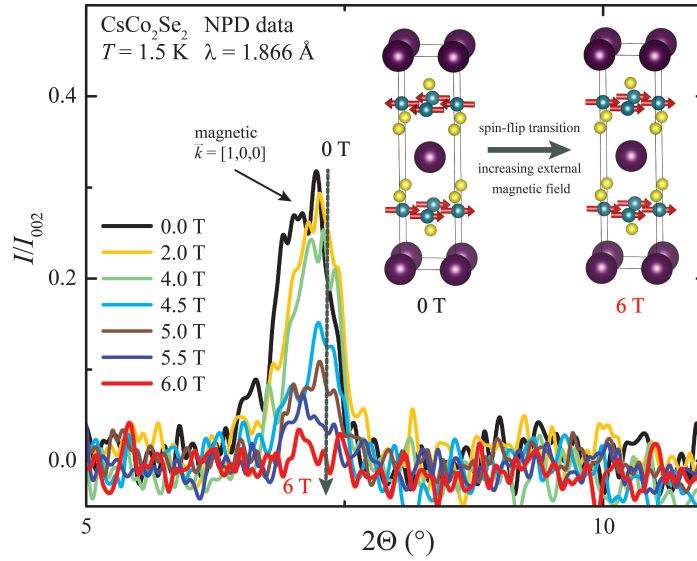 CsCo₂Se₂ NPD data
T = 1.5 K λ = 1.866 Å
0.4
magnetic
k⃗ = [1,0,0]
0 T
spin-flip transition
increasing external
magnetic field
0.0 T
2.0 T
4.0 T
4.5 T
5.0 T
5.5 T
6.0 T
I/I₀₀₂
0.2
0 T
6 T
0.0
6 T
5
10
2Θ (°)